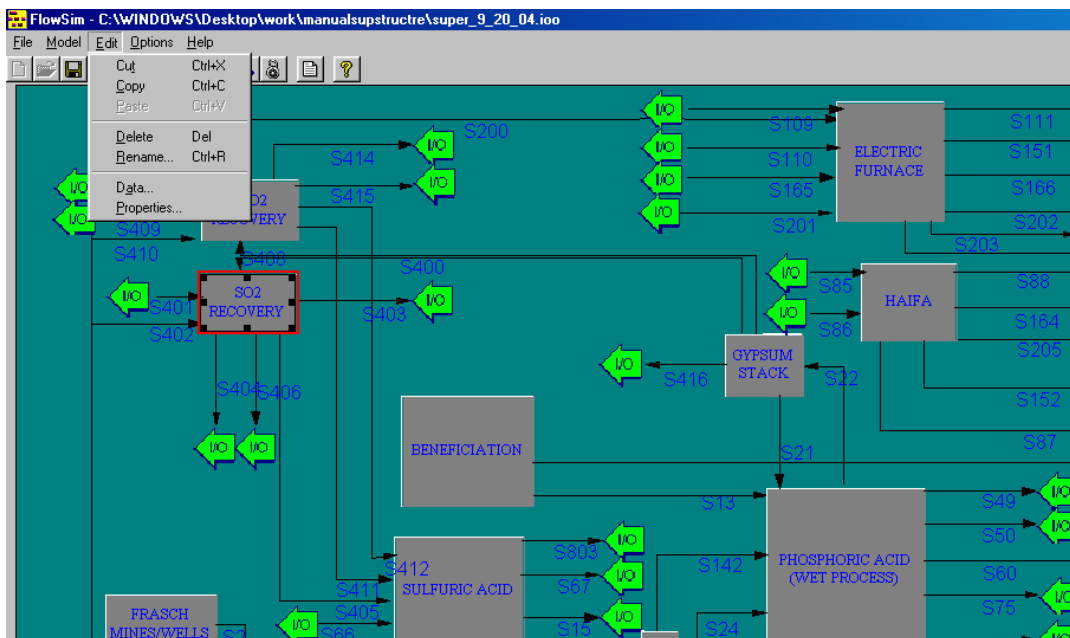 FlowSim - C:\WINDOWS\Desktop\work\manualsupstructre\super_9_20_04.ioo
File Model Edit Options Help
Cut Ctrl+X
Copy Ctrl+C
Paste Ctrl+V
Delete Del
Rename... Ctrl+R
Data...
Properties...
I/O
S200
S109
S111
I/O
S414
I/O
S110
S151
ELECTRIC
FURNACE
I/O
S415
I/O
S165
S166
I/O
RECOVERY
I/O
S201
S202
I/O
S409
S203
S410
S408
S400
I/O
S85
S88
SO2
RECOVERY
I/O
S401
I/O
S403
HAIFA
I/O
S86
S164
S402
S205
GYPSUM
STACK
I/O
S416
S22
S404
S406
S152
I/O
I/O
BENEFICIATION
S87
S21
S13
I/O
S49
I/O
S50
I/O
S803
S412
S142
PHOSPHORIC ACID
(WET PROCESS)
S60
I/O
S67
SULFURIC ACID
S411
I/O
S75
FRASCH
MINES/WELLS
S405
I/O
S66
I/O
S15
S24